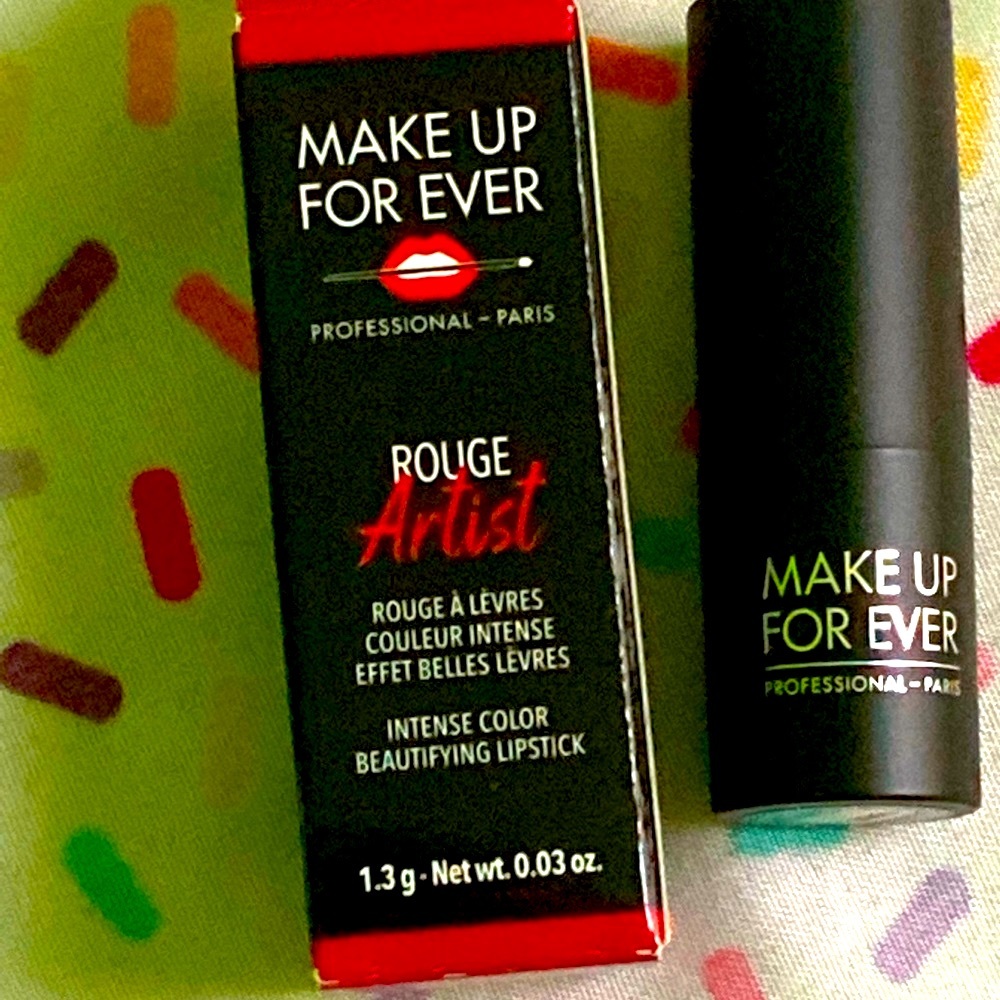 MAKE UP
FOR EVER
PROFESSIONAL – PARIS
ROUGE
Artist
ROUGE À LÈVRES
COULEUR INTENSE
EFFET BELLES LÈVRES
INTENSE COLOR
BEAUTIFYING LIPSTICK
1.3 g · Net wt. 0.03 oz.
MAKE UP
FOR EVER
PROFESSIONAL – PARIS